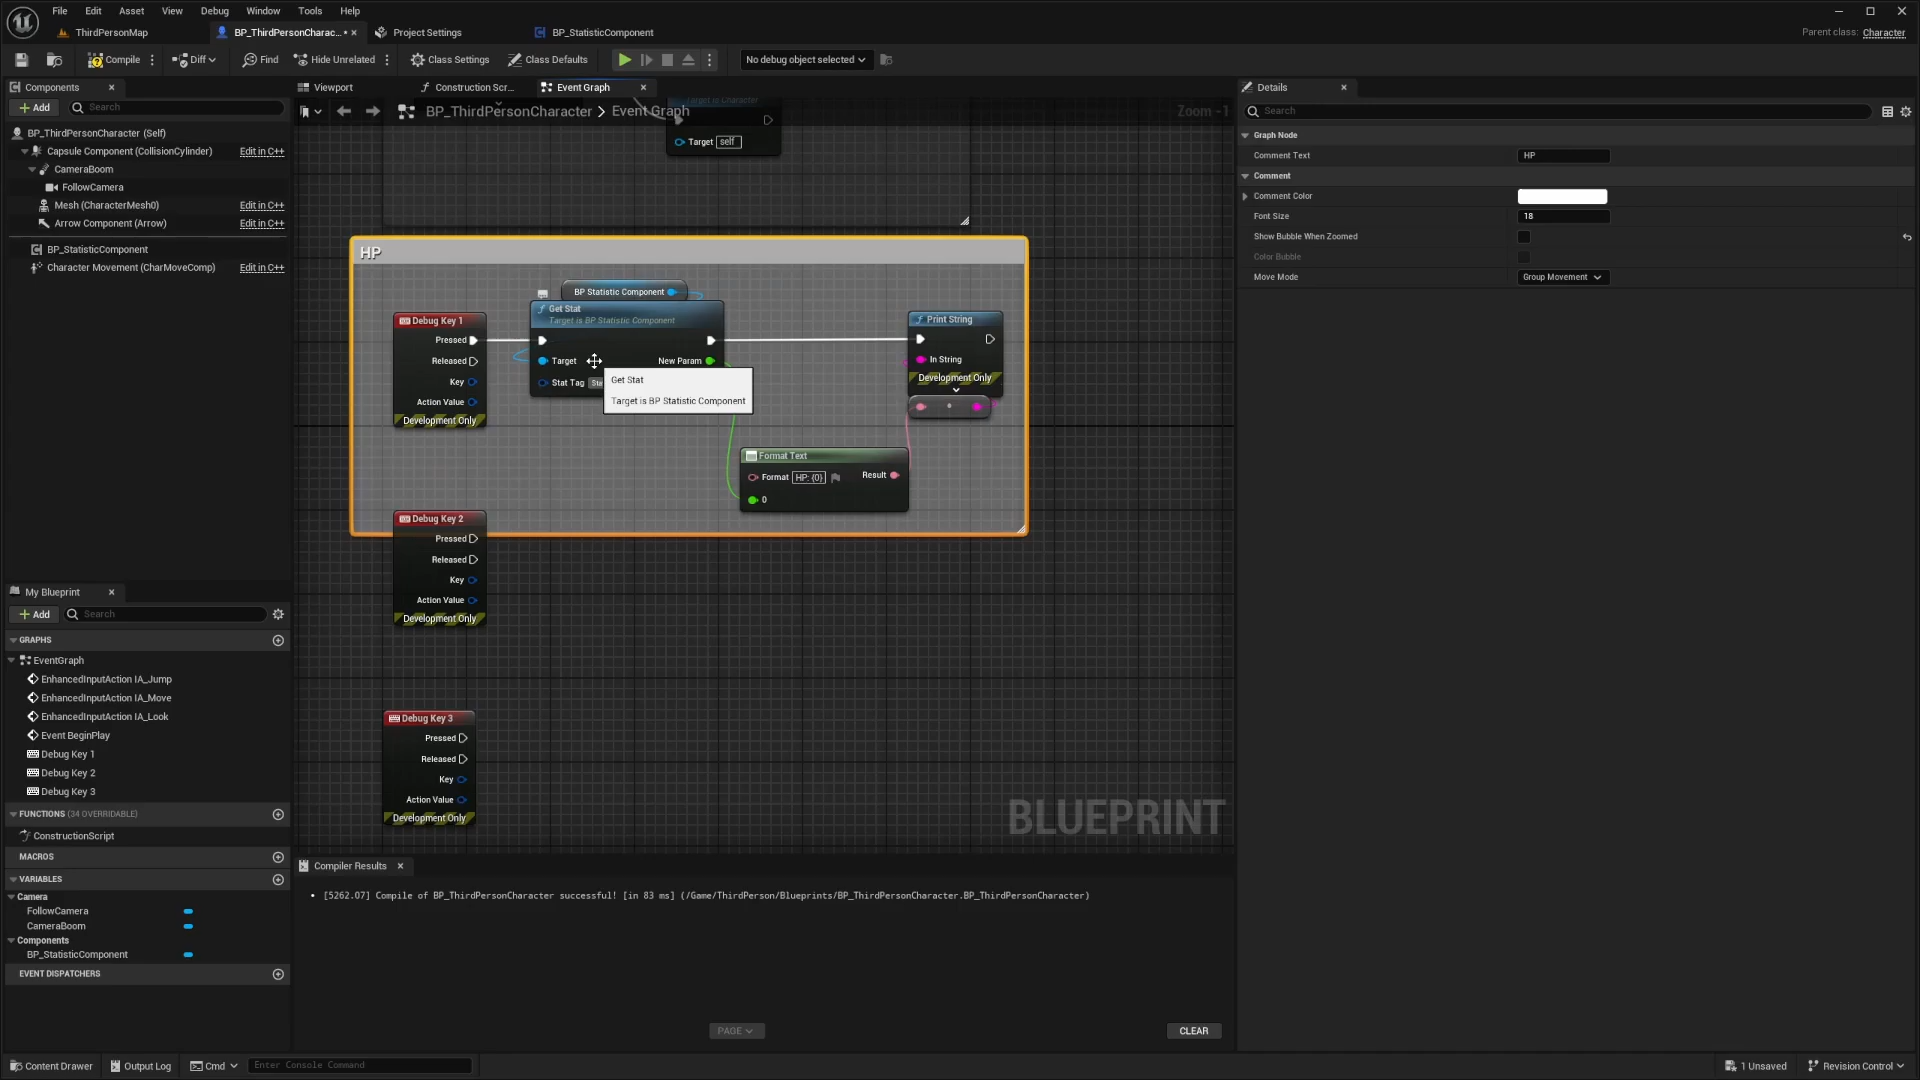 File Edit Asset View Debug Window Tools Help
ThirdPersonMap
BP_ThirdPersonCharac...
Project Settings
BP_StatisticComponent
Parent class: Character
Compile
Diff
Find
Hide Unrelated
Class Settings
Class Defaults
No debug object selected
Components
Viewport
Construction Scr...
Event Graph
Details
Add
Search
BP_ThirdPersonCharacter > Event Graph
Zoom -1
Search
BP_ThirdPersonCharacter (Self)
Capsule Component (CollisionCylinder) Edit in C++
CameraBoom
FollowCamera
Mesh (CharacterMesh0) Edit in C++
Arrow Component (Arrow) Edit in C++
BP_StatisticComponent
Character Movement (CharMoveComp) Edit in C++
Target is Character
Target self
HP
BP Statistic Component
Debug Key 1
Pressed
Released
Key
Action Value
Development Only
Get Stat
Target is BP Statistic Component
Target
New Param
Stat Tag
Get Stat
Target is BP Statistic Component
Print String
In String
Development Only
Format Text
Format HP: {0}
Result
0
Debug Key 2
Pressed
Released
Key
Action Value
Development Only
Debug Key 3
Pressed
Released
Key
Action Value
Development Only
BLUEPRINT
Graph Node
Comment Text HP
Comment
Comment Color
Font Size 18
Show Bubble When Zoomed
Color Bubble
Move Mode Group Movement
My Blueprint
Add
Search
GRAPHS
EventGraph
EnhancedInputAction IA_Jump
EnhancedInputAction IA_Move
EnhancedInputAction IA_Look
Event BeginPlay
Debug Key 1
Debug Key 2
Debug Key 3
FUNCTIONS (34 OVERRIDABLE)
ConstructionScript
MACROS
VARIABLES
Camera
FollowCamera
CameraBoom
Components
BP_StatisticComponent
EVENT DISPATCHERS
Compiler Results
[5262.07] Compile of BP_ThirdPersonCharacter successful! [in 83 ms] (/Game/ThirdPerson/Blueprints/BP_ThirdPersonCharacter.BP_ThirdPersonCharacter)
PAGE
CLEAR
Content Drawer
Output Log
Cmd
Enter Console Command
1 Unsaved
Revision Control